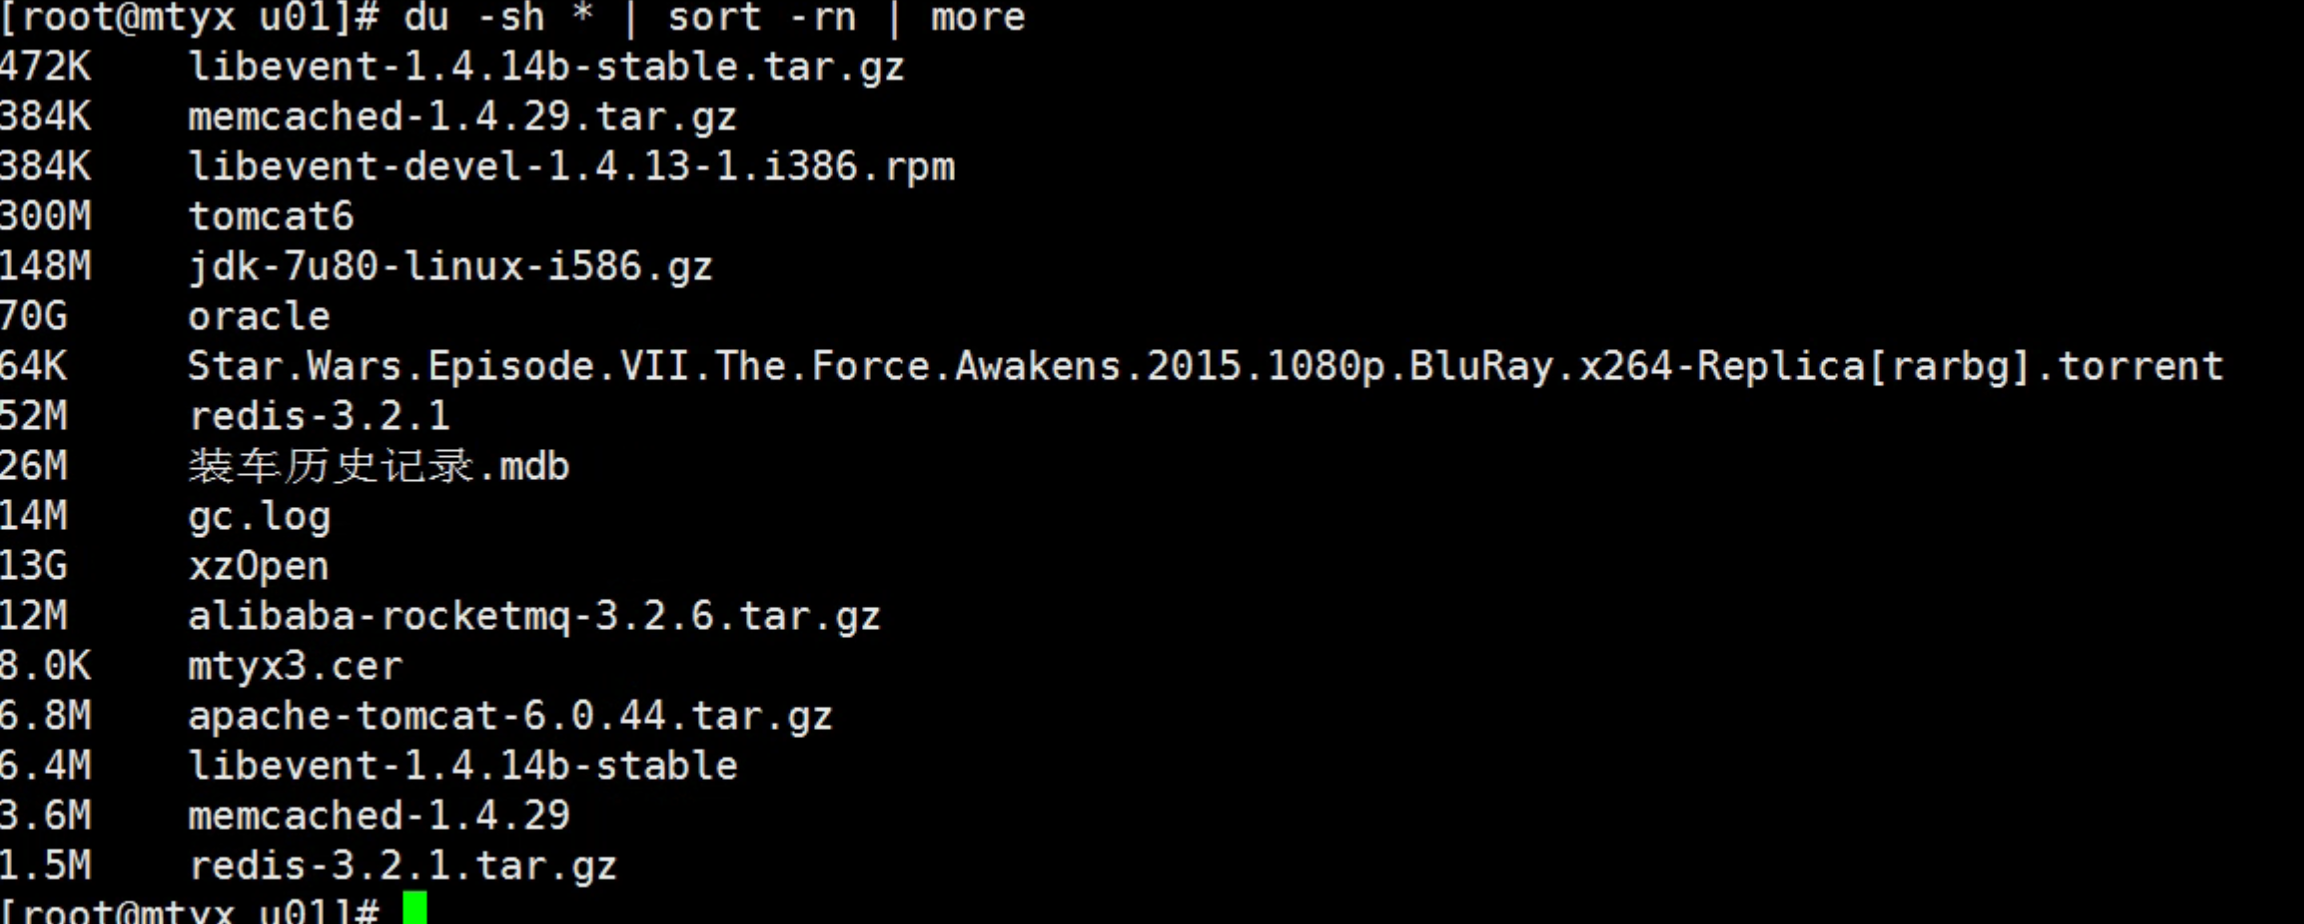 [root@mtyx u01]# du -sh * | sort -rn | more
472K libevent-1.4.14b-stable.tar.gz
384K memcached-1.4.29.tar.gz
384K libevent-devel-1.4.13-1.i386.rpm
300M tomcat6
148M jdk-7u80-linux-i586.gz
70G oracle
64K Star.Wars.Episode.VII.The.Force.Awakens.2015.1080p.BluRay.x264-Replica[rarbg].torrent
52M redis-3.2.1
26M 装车历史记录.mdb
14M gc.log
13G xzOpen
12M alibaba-rocketmq-3.2.6.tar.gz
8.0K mtyx3.cer
6.8M apache-tomcat-6.0.44.tar.gz
6.4M libevent-1.4.14b-stable
3.6M memcached-1.4.29
1.5M redis-3.2.1.tar.gz
[root@mtyx u01]#